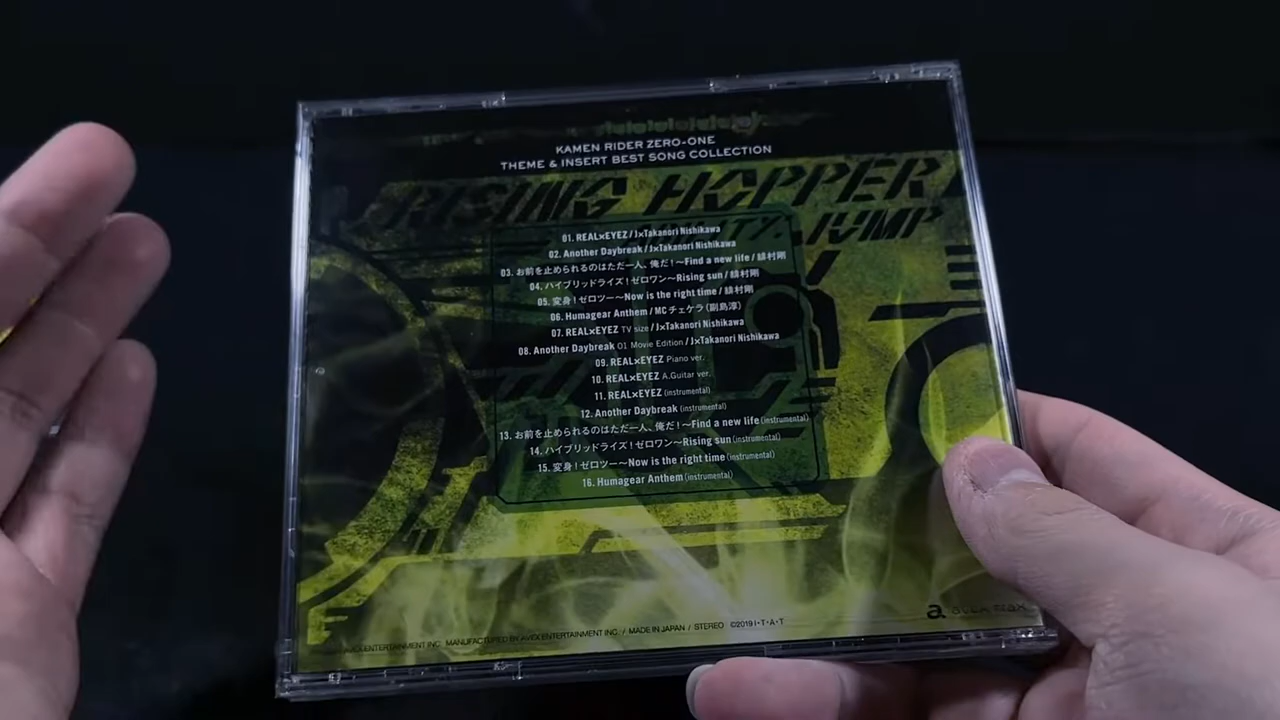 KAMEN RIDER ZERO-ONE
THEME & INSERT BEST SONG COLLECTION
RISING HOPPER
JUMP
01. REAL×EYEZ / J×Takanori Nishikawa
02. Another Daybreak / J×Takanori Nishikawa
03. お前を止められるのはただ一人、俺だ!〜Find a new life / 緋村剛
04. ハイブリッドライズ!ゼロワン〜Rising sun / 緋村剛
05. 変身!ゼロツー〜Now is the right time / 緋村剛
06. Humagear Anthem / MCチェケラ(副島淳)
07. REAL×EYEZ TV size / J×Takanori Nishikawa
08. Another Daybreak 01 Movie Edition / J×Takanori Nishikawa
09. REAL×EYEZ Piano ver.
10. REAL×EYEZ A.Guitar ver.
11. REAL×EYEZ (instrumental)
12. Another Daybreak (instrumental)
13. お前を止められるのはただ一人、俺だ!〜Find a new life (instrumental)
14. ハイブリッドライズ!ゼロワン〜Rising sun (instrumental)
15. 変身!ゼロツー〜Now is the right time (instrumental)
16. Humagear Anthem (instrumental)
a avex trax
AVEX ENTERTAINMENT INC. MANUFACTURED BY AVEX ENTERTAINMENT INC. / MADE IN JAPAN / STEREO ©2019 I・T・A・T